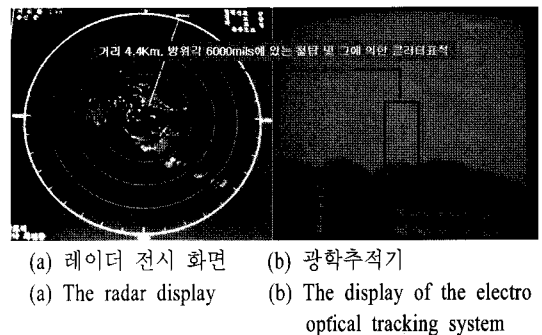 거리 4.4Km, 방위각 6000mils에 있는 철탑 및 그에 의한 클러터표적
(a) 레이더 전시 화면 (b) 광학추적기
(a) The radar display (b) The display of the electro
optical tracking system